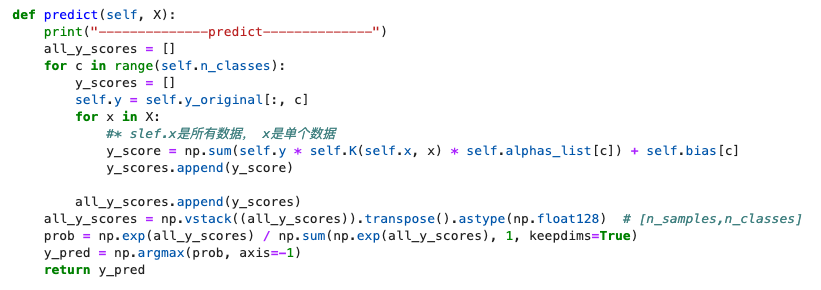 def predict(self, X):
    print("--------------predict--------------")
    all_y_scores = []
    for c in range(self.n_classes):
        y_scores = []
        self.y = self.y_original[:, c]
        for x in X:
            #* slef.x是所有数据， x是单个数据
            y_score = np.sum(self.y * self.K(self.x, x) * self.alphas_list[c]) + self.bias[c]
            y_scores.append(y_score)

        all_y_scores.append(y_scores)
    all_y_scores = np.vstack((all_y_scores)).transpose().astype(np.float128)  # [n_samples,n_classes]
    prob = np.exp(all_y_scores) / np.sum(np.exp(all_y_scores), 1, keepdims=True)
    y_pred = np.argmax(prob, axis=-1)
    return y_pred